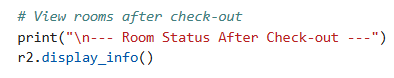 # View rooms after check-out
print("\n--- Room Status After Check-out ---")
r2.display_info()